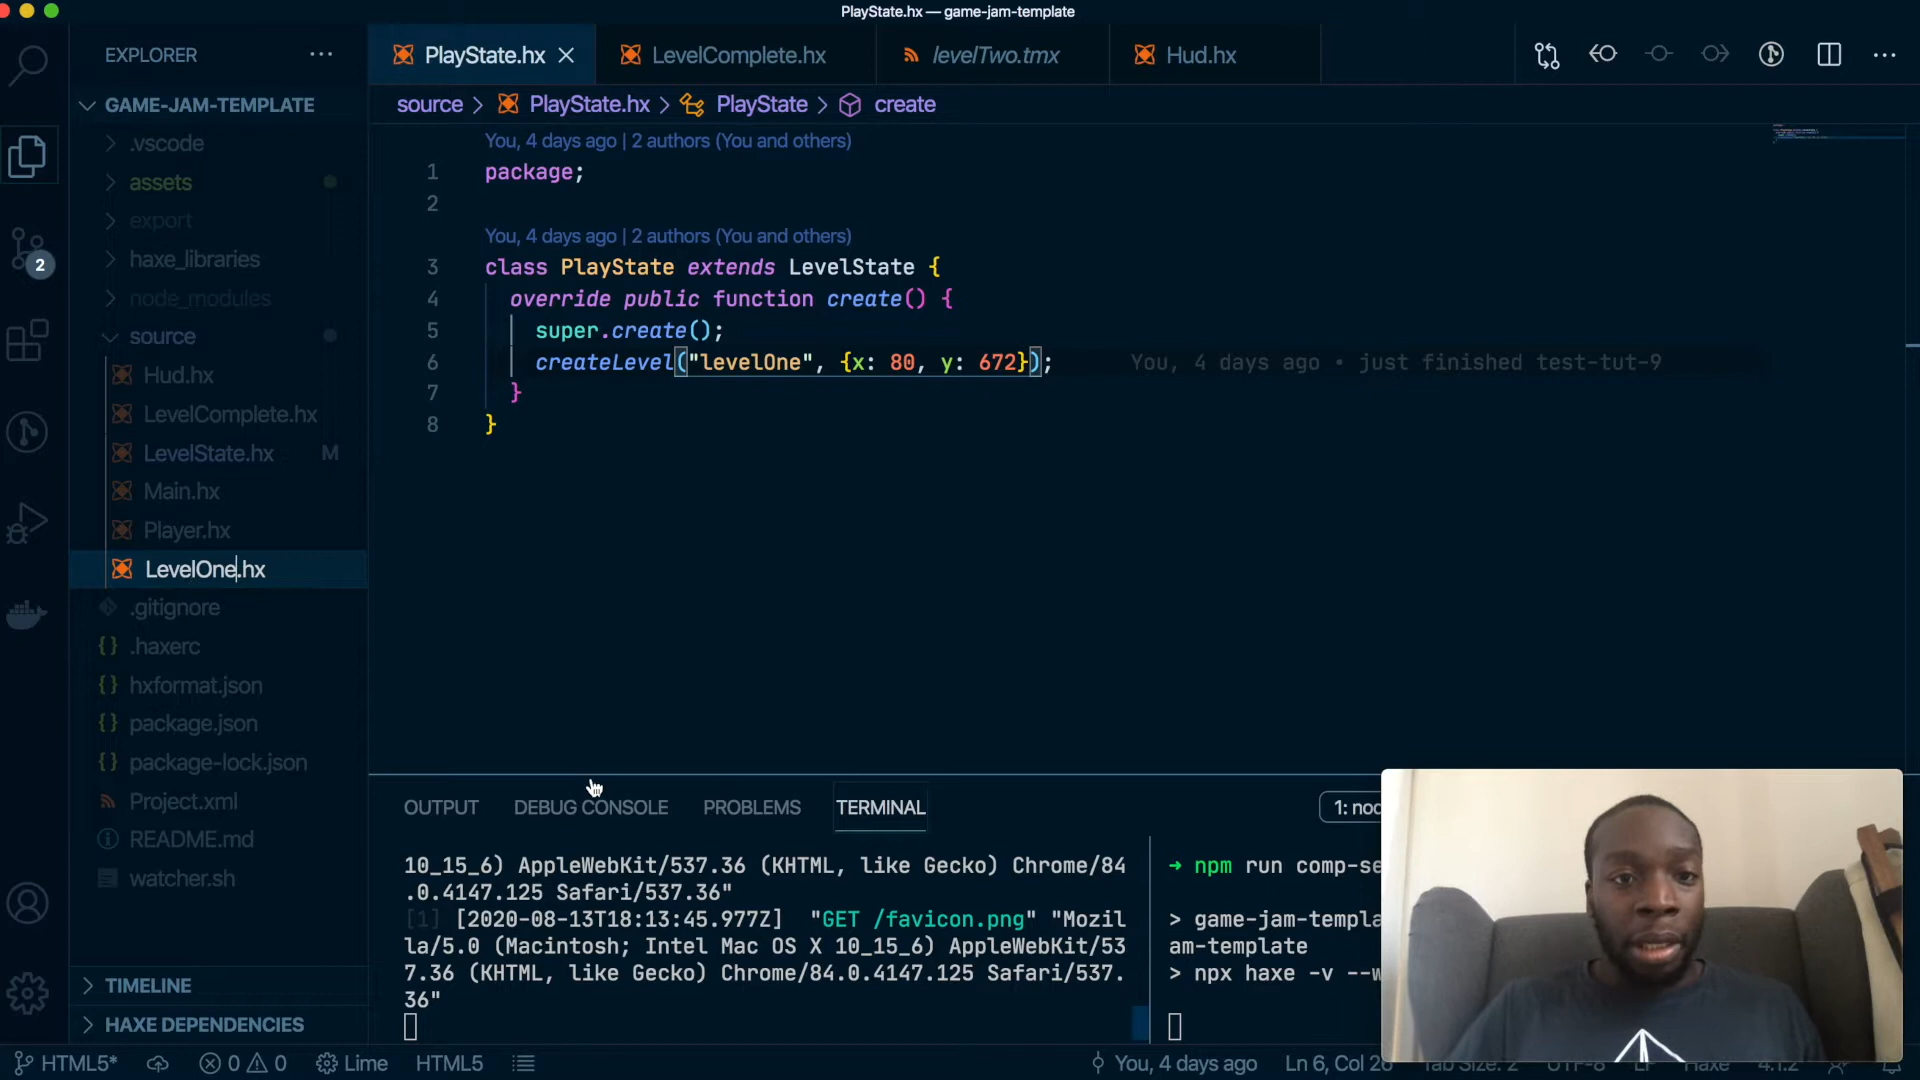 PlayState.hx — game-jam-template
EXPLORER
PlayState.hx
LevelComplete.hx
levelTwo.tmx
Hud.hx
GAME-JAM-TEMPLATE
source > PlayState.hx > PlayState > create
.vscode
assets
export
haxe_libraries
node_modules
source
Hud.hx
LevelComplete.hx
LevelState.hx M
Main.hx
Player.hx
LevelOne.hx
.gitignore
.haxerc
hxformat.json
package.json
package-lock.json
Project.xml
README.md
watcher.sh
TIMELINE
HAXE DEPENDENCIES
2
You, 4 days ago | 2 authors (You and others)
1 package;
2
You, 4 days ago | 2 authors (You and others)
3 class PlayState extends LevelState {
4 override public function create() {
5 super.create();
6 createLevel("levelOne", {x: 80, y: 672}); You, 4 days ago • just finished test-tut-9
7 }
8 }
OUTPUT DEBUG CONSOLE PROBLEMS TERMINAL
1: nod
10_15_6) AppleWebKit/537.36 (KHTML, like Gecko) Chrome/84
.0.4147.125 Safari/537.36"
[1] [2020-08-13T18:13:45.977Z] "GET /favicon.png" "Mozil
la/5.0 (Macintosh; Intel Mac OS X 10_15_6) AppleWebKit/53
7.36 (KHTML, like Gecko) Chrome/84.0.4147.125 Safari/537.
36"
→ npm run comp-se
> game-jam-templa
am-template
> npx haxe -v --w
HTML5* 0 0 Lime HTML5
You, 4 days ago Ln 6, Col 26 Tab Size: 2 UTF-8 LF Haxe 4.1.2